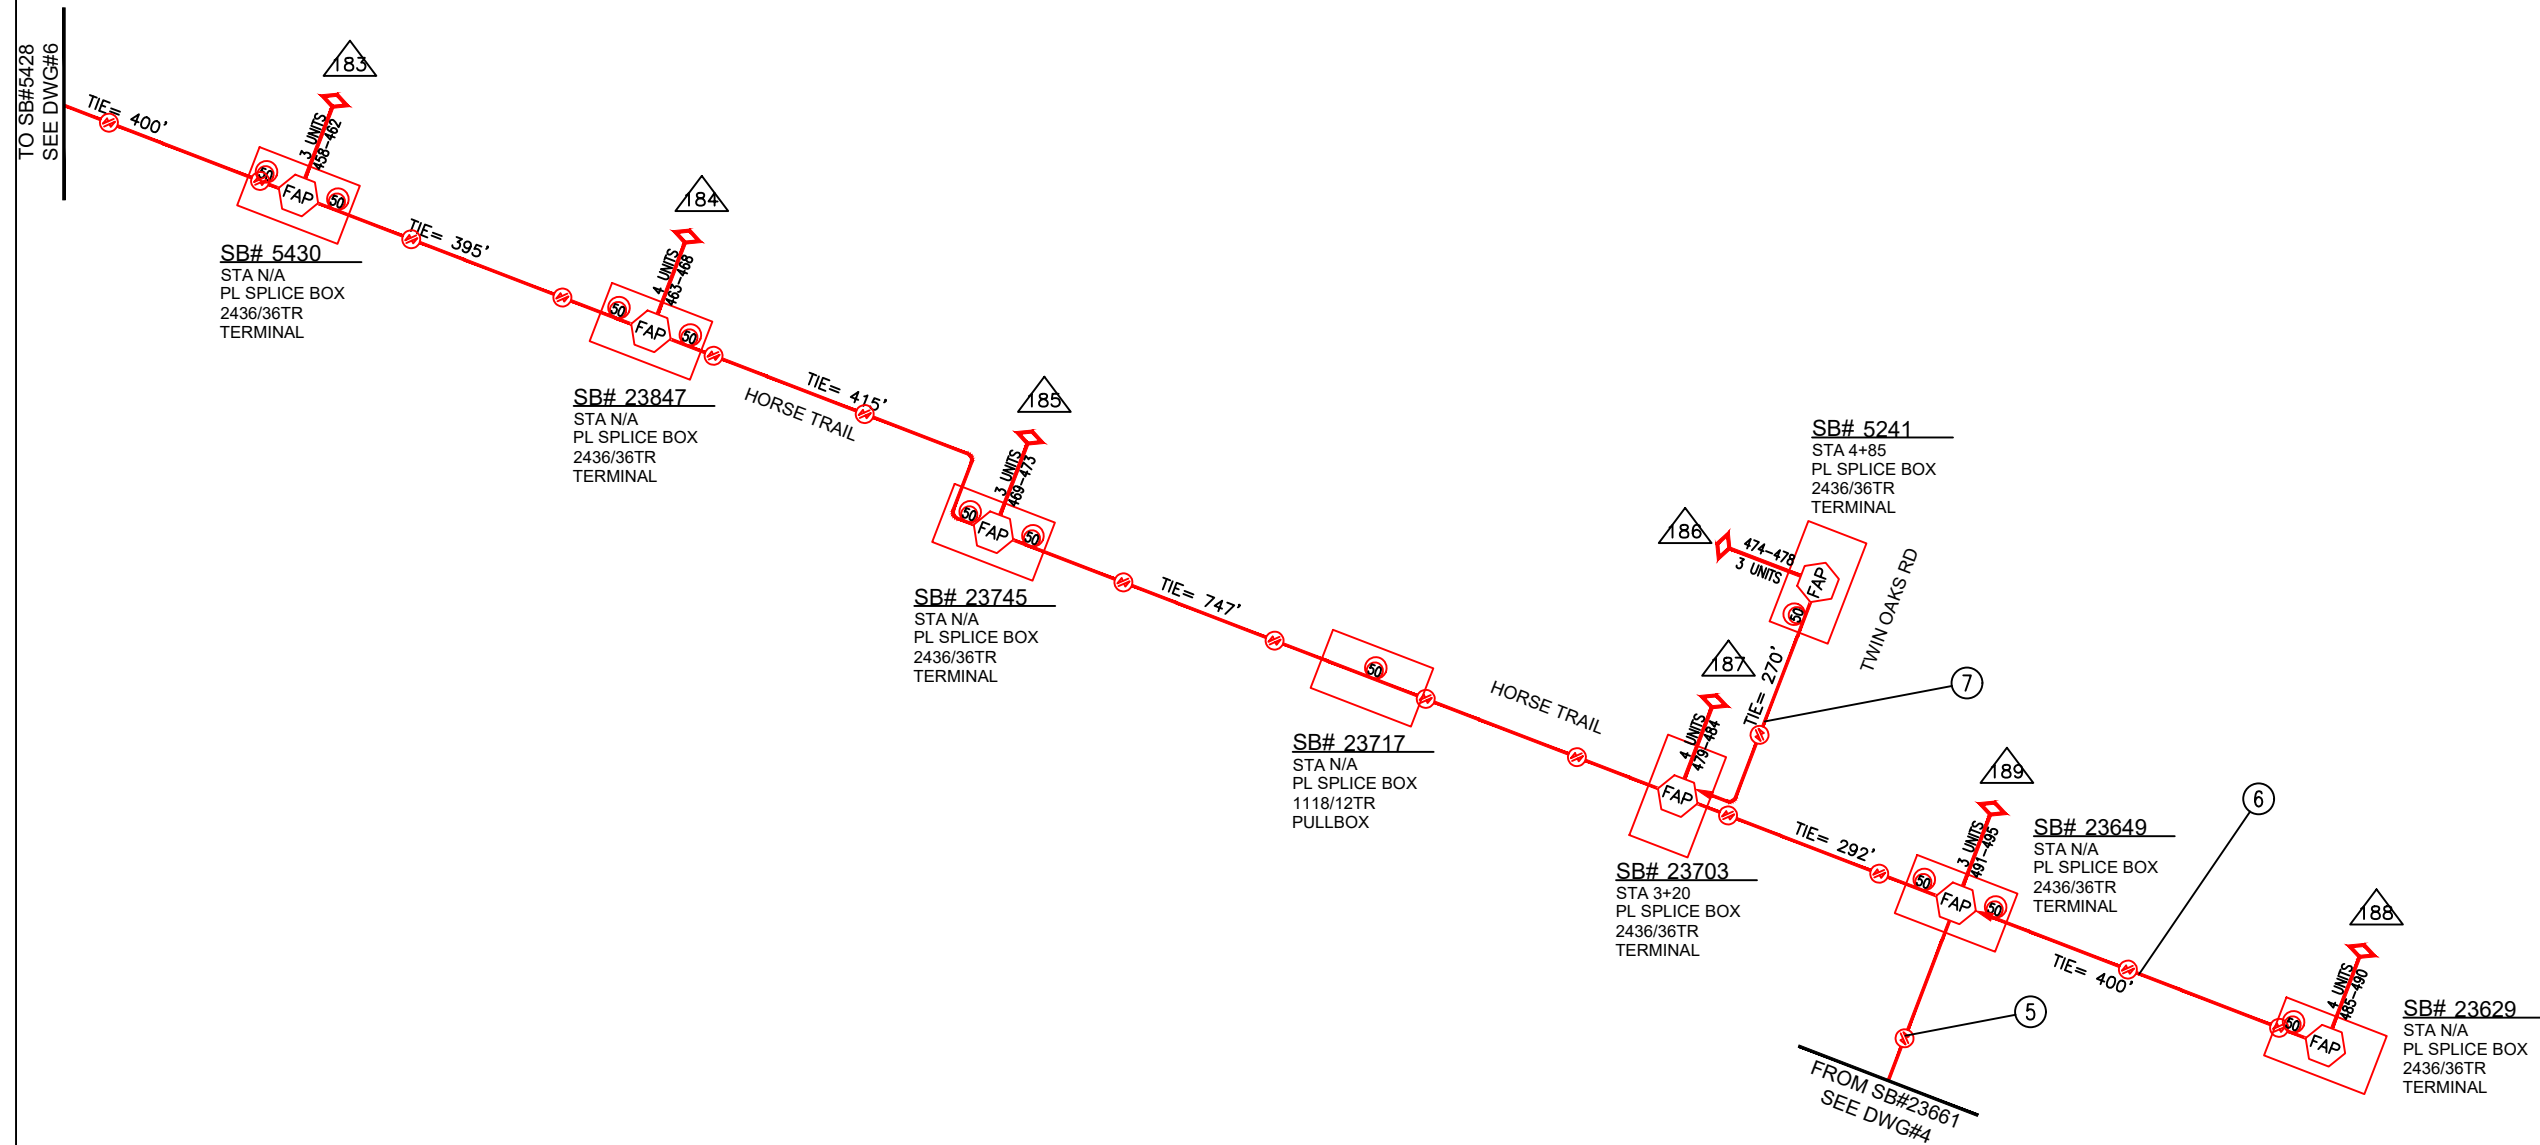 TO SB#5428
SEE DWG#6
TIE= 400'
183
3 UNITS
458-462
50
FAP
50
SB# 5430
STA N/A
PL SPLICE BOX
2436/36TR
TERMINAL
TIE= 395'
184
4 UNITS
463-468
50
FAP
50
SB# 23847
STA N/A
PL SPLICE BOX
2436/36TR
TERMINAL
TIE= 415'
HORSE TRAIL
185
3 UNITS
469-473
50
FAP
50
SB# 23745
STA N/A
PL SPLICE BOX
2436/36TR
TERMINAL
TIE= 747'
50
SB# 23717
STA N/A
PL SPLICE BOX
1118/12TR
PULLBOX
HORSE TRAIL
SB# 5241
STA 4+85
PL SPLICE BOX
2436/36TR
TERMINAL
186
474-478
3 UNITS
FAP
50
TWIN OAKS RD
TIE= 270'
7
187
4 UNITS
479-484
FAP
SB# 23703
STA 3+20
PL SPLICE BOX
2436/36TR
TERMINAL
TIE= 292'
189
3 UNITS
491-495
50
FAP
50
SB# 23649
STA N/A
PL SPLICE BOX
2436/36TR
TERMINAL
6
TIE= 400'
188
4 UNITS
485-490
50
FAP
SB# 23629
STA N/A
PL SPLICE BOX
2436/36TR
TERMINAL
5
FROM SB#23661
SEE DWG#4